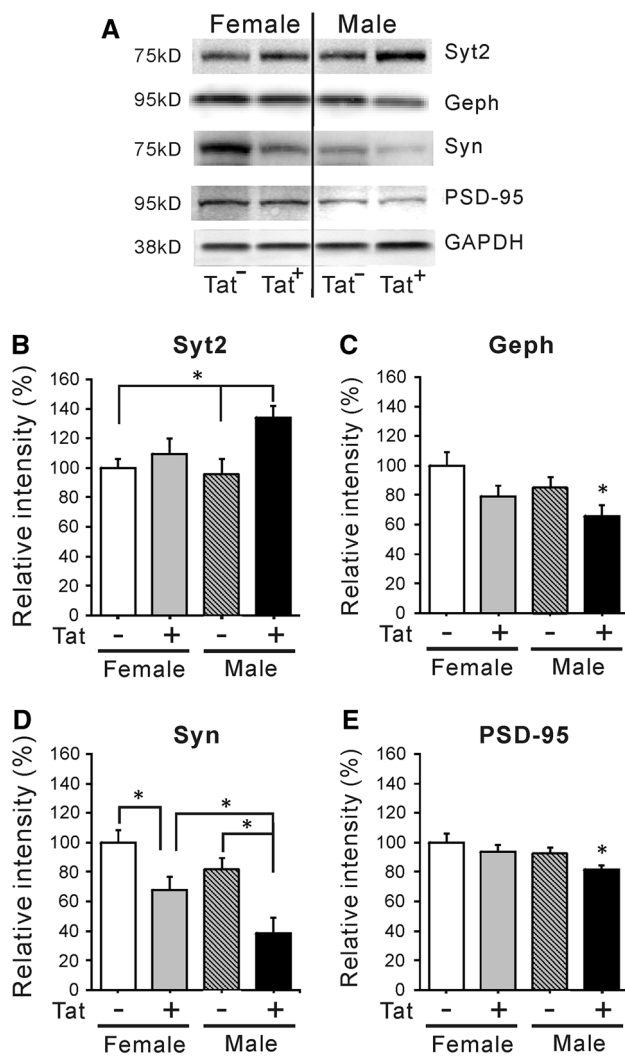 A
Female Male
75kD Syt2
95kD Geph
75kD Syn
95kD PSD-95
38kD GAPDH
Tat− Tat+ Tat− Tat+
B
Syt2
Relative intensity (%)
160
140
120
100
80
60
40
20
0
*
Tat - + - +
Female Male
C
Geph
Relative intensity (%)
160
140
120
100
80
60
40
20
0
*
Tat - + - +
Female Male
D
Syn
Relative intensity (%)
160
140
120
100
80
60
40
20
0
*
*
*
Tat - + - +
Female Male
E
PSD-95
Relative intensity (%)
160
140
120
100
80
60
40
20
0
*
Tat - + - +
Female Male